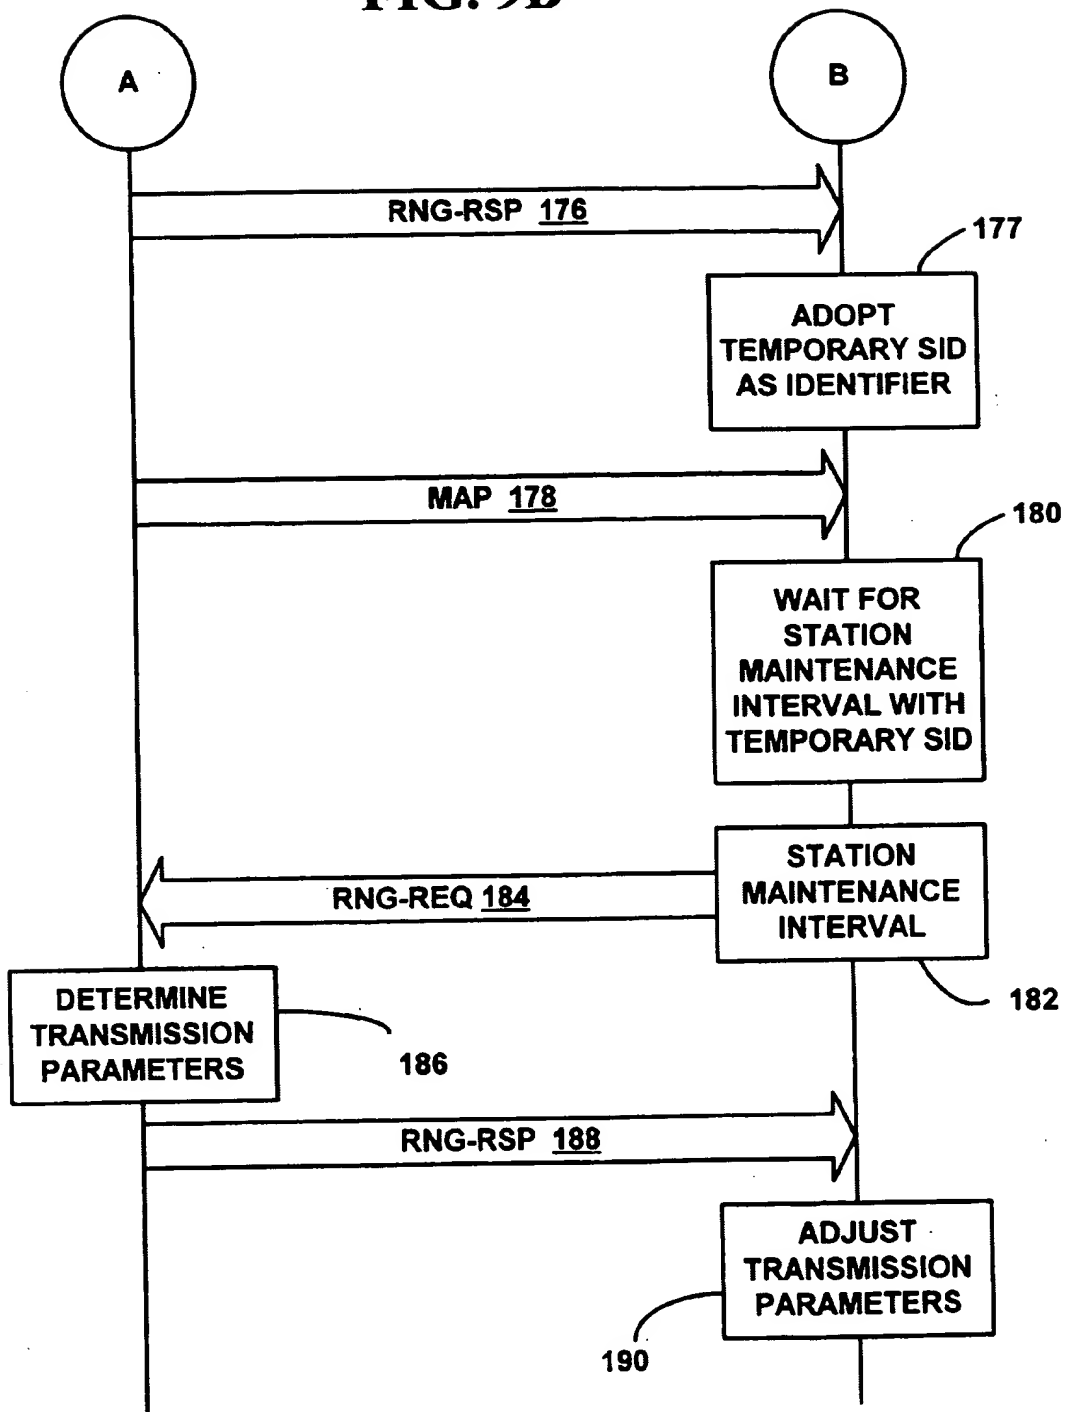 FIG. 9B
A
B
RNG-RSP 176
177
ADOPT
TEMPORARY SID
AS IDENTIFIER
MAP 178
180
WAIT FOR
STATION
MAINTENANCE
INTERVAL WITH
TEMPORARY SID
STATION
MAINTENANCE
INTERVAL
RNG-REQ 184
182
DETERMINE
TRANSMISSION
PARAMETERS
186
RNG-RSP 188
ADJUST
TRANSMISSION
PARAMETERS
190